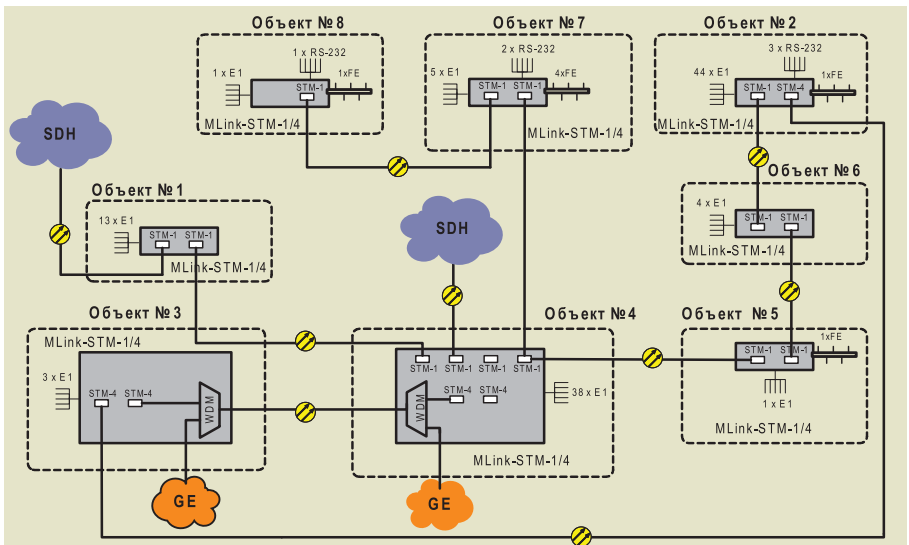 Объект №8
1 x RS-232
1 x E1
1xFE
STM-1
MLink-STM-1/4
Объект №7
2 x RS-232
5 x E1
4xFE
STM-1 STM-1
MLink-STM-1/4
Объект №2
3 x RS-232
44 x E1
1xFE
STM-1 STM-4
MLink-STM-1/4
SDH
Объект №1
13 x E1
STM-1 STM-1
MLink-STM-1/4
SDH
Объект №6
4 x E1
STM-1 STM-1
MLink-STM-1/4
Объект №3
MLink-STM-1/4
3 x E1
STM-4 STM-4
WDM
GE
Объект №4
STM-1 STM-1 STM-1 STM-1
STM-4 STM-4
WDM
38 x E1
MLink-STM-1/4
GE
Объект №5
1xFE
STM-1 STM-1
1 x E1
MLink-STM-1/4